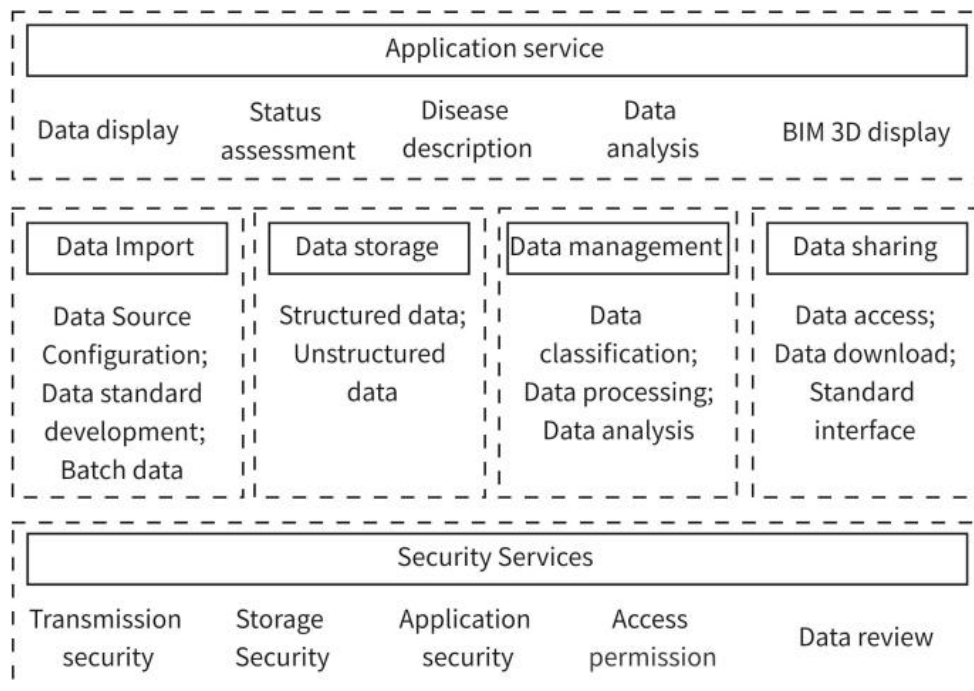 Application service
Data display
Status
assessment
Disease
description
Data
analysis
BIM 3D display
Data Import
Data Source
Configuration;
Data standard
development;
Batch data
Data storage
Structured data;
Unstructured
data
Data management
Data
classification;
Data processing;
Data analysis
Data sharing
Data access;
Data download;
Standard
interface
Security Services
Transmission
security
Storage
Security
Application
security
Access
permission
Data review